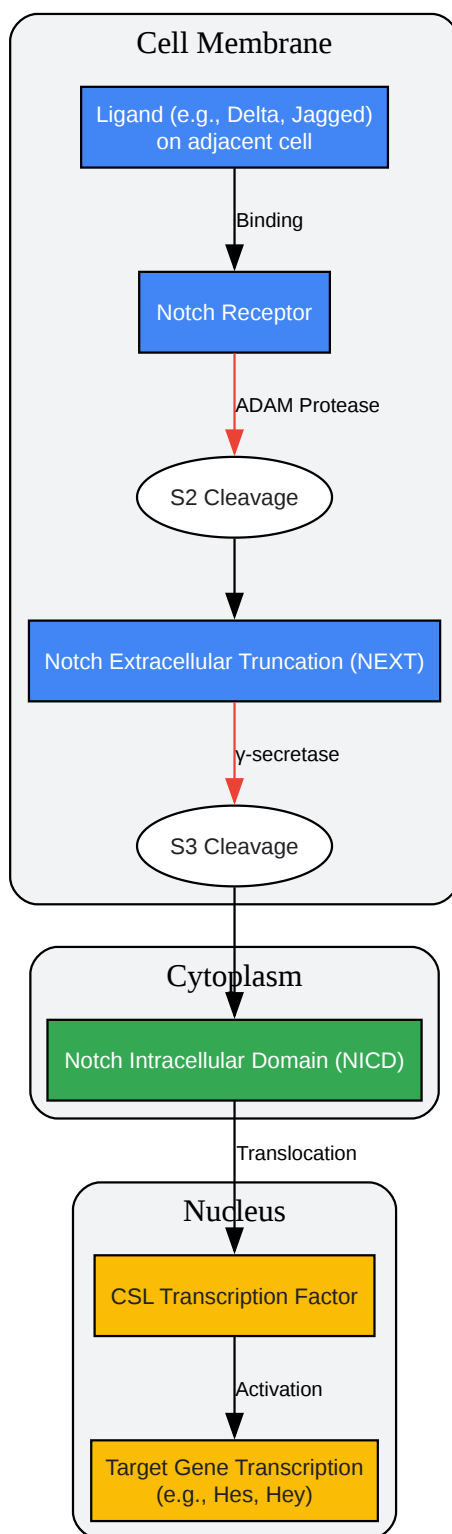 Cell Membrane
Ligand (e.g., Delta, Jagged)
on adjacent cell
Binding
Notch Receptor
ADAM Protease
S2 Cleavage
Notch Extracellular Truncation (NEXT)
γ-secretase
S3 Cleavage
Cytoplasm
Notch Intracellular Domain (NICD)
Translocation
Nucleus
CSL Transcription Factor
Activation
Target Gene Transcription
(e.g., Hes, Hey)